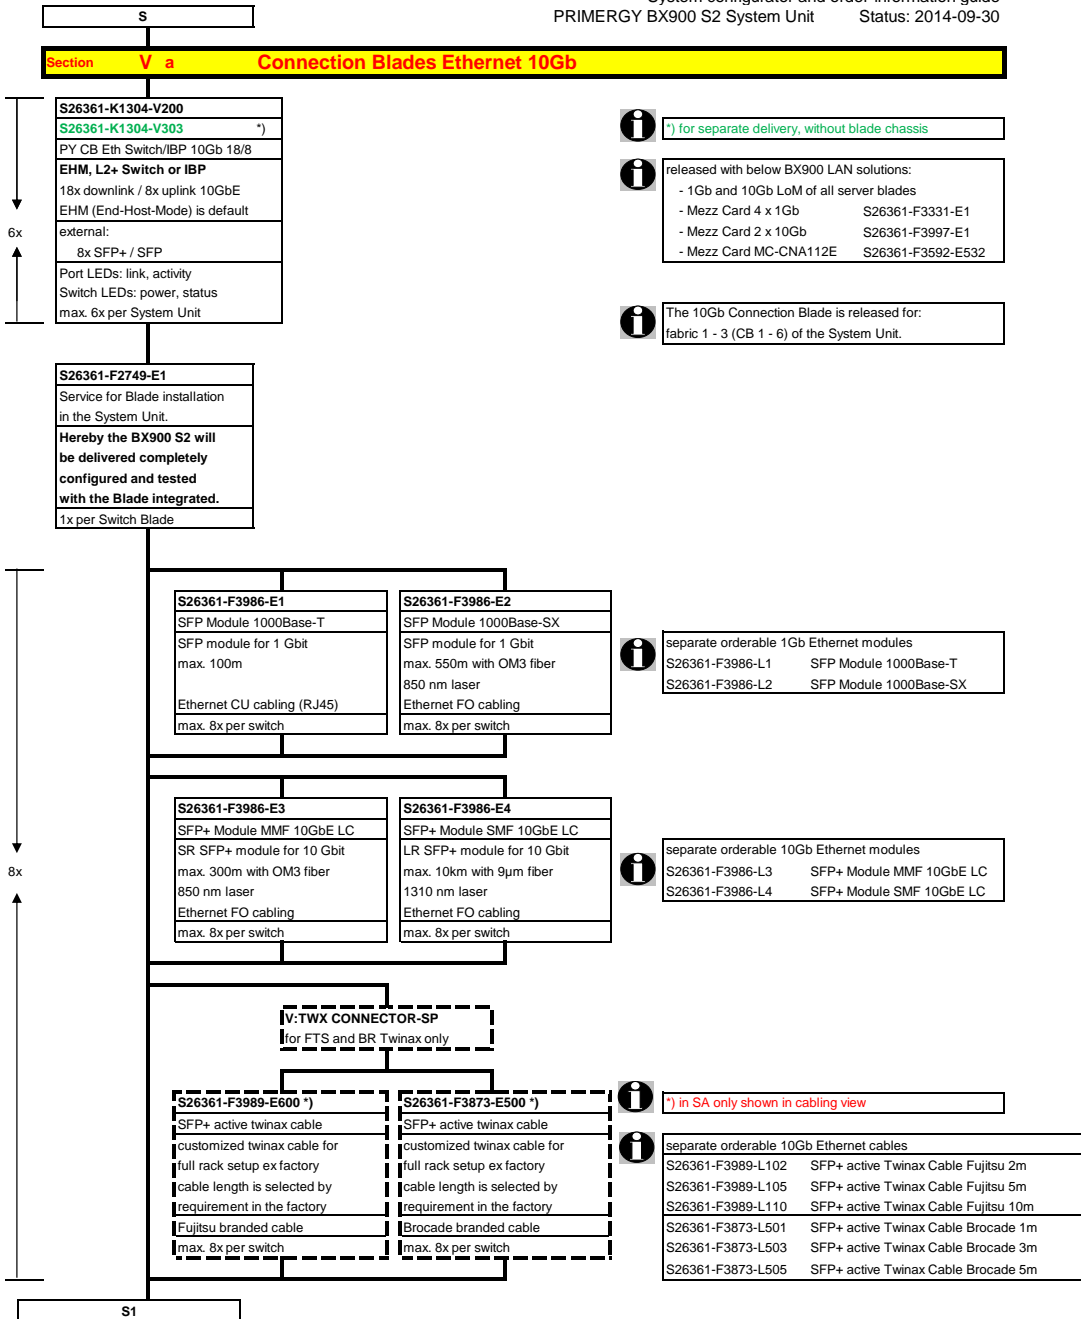 System configurator and order information guide
S
PRIMERGY BX900 S2 System Unit Status: 2014-09-30
Section V a Connection Blades Ethernet 10Gb
S26361-K1304-V200
S26361-K1304-V303 *)
PY CB Eth Switch/IBP 10Gb 18/8
EHM, L2+ Switch or IBP
18x downlink / 8x uplink 10GbE
EHM (End-Host-Mode) is default
external:
8x SFP+ / SFP
Port LEDs: link, activity
Switch LEDs: power, status
max. 6x per System Unit
6x
*) for separate delivery, without blade chassis
released with below BX900 LAN solutions:
- 1Gb and 10Gb LoM of all server blades
- Mezz Card 4 x 1Gb S26361-F3331-E1
- Mezz Card 2 x 10Gb S26361-F3997-E1
- Mezz Card MC-CNA112E S26361-F3592-E532
The 10Gb Connection Blade is released for:
fabric 1 - 3 (CB 1 - 6) of the System Unit.
S26361-F2749-E1
Service for Blade installation
in the System Unit.
Hereby the BX900 S2 will
be delivered completely
configured and tested
with the Blade integrated.
1x per Switch Blade
S26361-F3986-E1
SFP Module 1000Base-T
SFP module for 1 Gbit
max. 100m
Ethernet CU cabling (RJ45)
max. 8x per switch
S26361-F3986-E2
SFP Module 1000Base-SX
SFP module for 1 Gbit
max. 550m with OM3 fiber
850 nm laser
Ethernet FO cabling
max. 8x per switch
separate orderable 1Gb Ethernet modules
S26361-F3986-L1 SFP Module 1000Base-T
S26361-F3986-L2 SFP Module 1000Base-SX
S26361-F3986-E3
SFP+ Module MMF 10GbE LC
SR SFP+ module for 10 Gbit
max. 300m with OM3 fiber
850 nm laser
Ethernet FO cabling
max. 8x per switch
S26361-F3986-E4
SFP+ Module SMF 10GbE LC
LR SFP+ module for 10 Gbit
max. 10km with 9µm fiber
1310 nm laser
Ethernet FO cabling
max. 8x per switch
8x
separate orderable 10Gb Ethernet modules
S26361-F3986-L3 SFP+ Module MMF 10GbE LC
S26361-F3986-L4 SFP+ Module SMF 10GbE LC
V:TWX CONNECTOR-SP
for FTS and BR Twinax only
S26361-F3989-E600 *)
SFP+ active twinax cable
customized twinax cable for
full rack setup ex factory
cable length is selected by
requirement in the factory
Fujitsu branded cable
max. 8x per switch
S26361-F3873-E500 *)
SFP+ active twinax cable
customized twinax cable for
full rack setup ex factory
cable length is selected by
requirement in the factory
Brocade branded cable
max. 8x per switch
*) in SA only shown in cabling view
separate orderable 10Gb Ethernet cables
S26361-F3989-L102 SFP+ active Twinax Cable Fujitsu 2m
S26361-F3989-L105 SFP+ active Twinax Cable Fujitsu 5m
S26361-F3989-L110 SFP+ active Twinax Cable Fujitsu 10m
S26361-F3873-L501 SFP+ active Twinax Cable Brocade 1m
S26361-F3873-L503 SFP+ active Twinax Cable Brocade 3m
S26361-F3873-L505 SFP+ active Twinax Cable Brocade 5m
S1